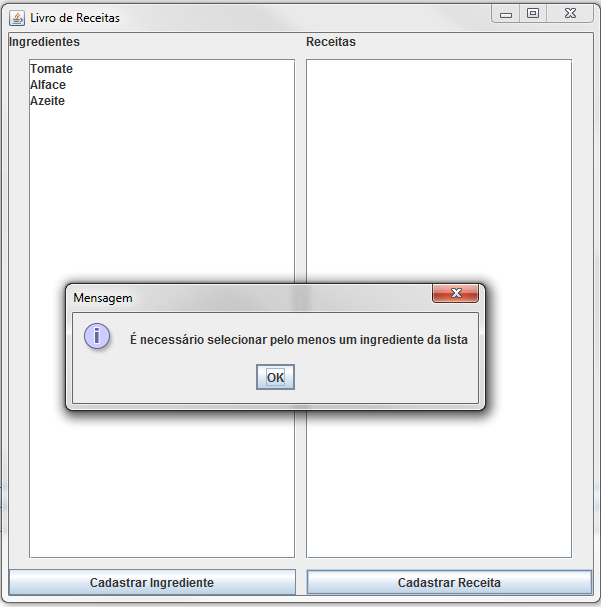 Livro de Receitas
Ingredientes
Receitas
Tomate
Alface
Azeite
Mensagem
É necessário selecionar pelo menos um ingrediente da lista
OK
Cadastrar Ingrediente
Cadastrar Receita